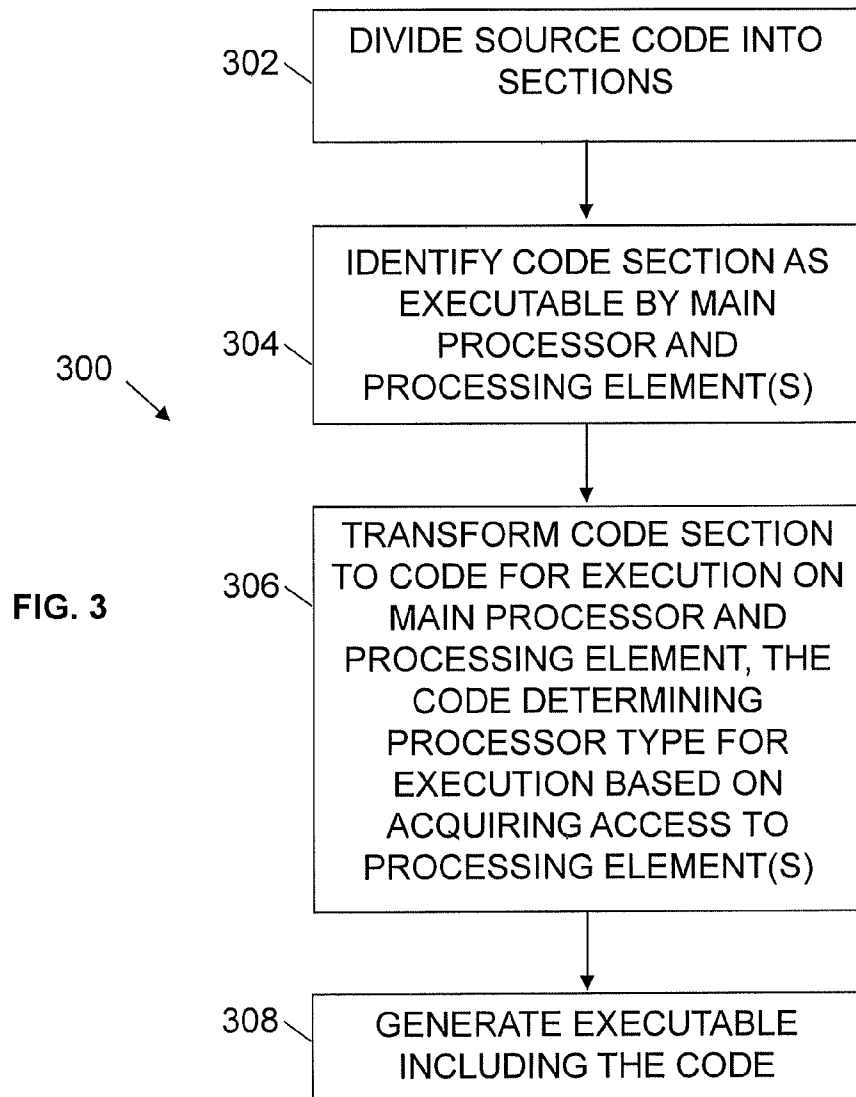 302
DIVIDE SOURCE CODE INTO
SECTIONS
304
IDENTIFY CODE SECTION AS
EXECUTABLE BY MAIN
PROCESSOR AND
PROCESSING ELEMENT(S)
300
306
TRANSFORM CODE SECTION
TO CODE FOR EXECUTION ON
MAIN PROCESSOR AND
PROCESSING ELEMENT, THE
CODE DETERMINING
PROCESSOR TYPE FOR
EXECUTION BASED ON
ACQUIRING ACCESS TO
PROCESSING ELEMENT(S)
FIG. 3
308
GENERATE EXECUTABLE
INCLUDING THE CODE